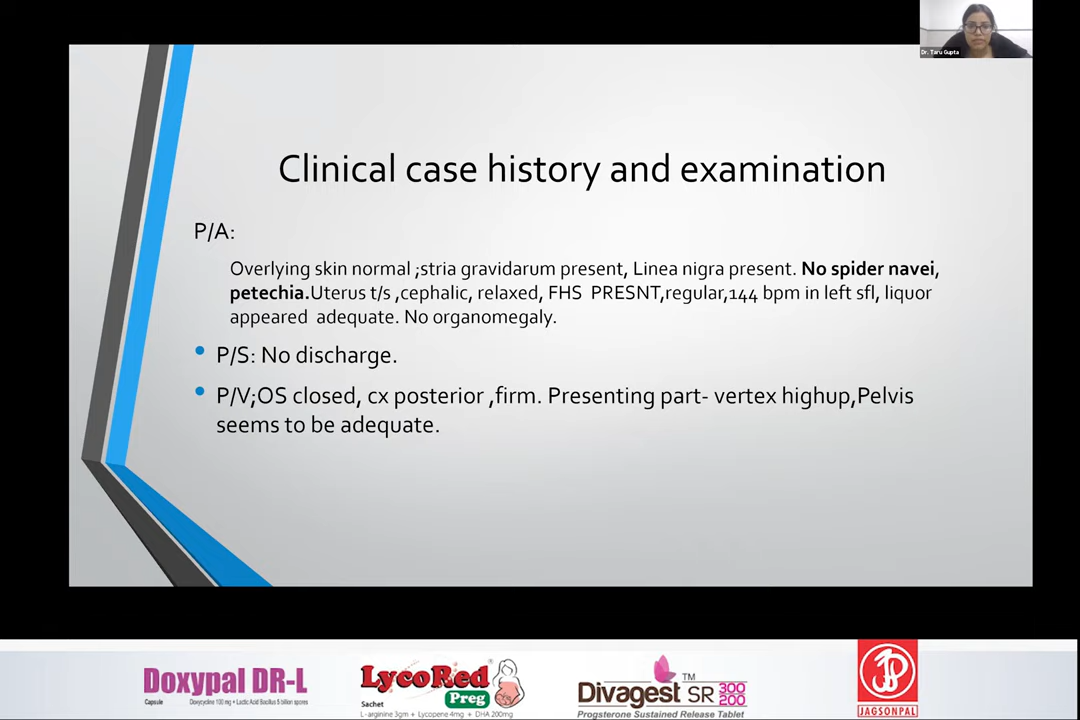 Dr. Taru Gupta
Clinical case history and examination
P/A:
Overlying skin normal ;stria gravidarum present, Linea nigra present. No spider navei,
petechia.Uterus t/s ,cephalic, relaxed, FHS PRESNT,regular,144 bpm in left sfl, liquor
appeared adequate. No organomegaly.
• P/S: No discharge.
• P/V;OS closed, cx posterior ,firm. Presenting part- vertex highup,Pelvis
seems to be adequate.
Doxypal DR-L
Capsule Doxycycline 100 mg + Lactic Acid Bacillus 5 billion spores
LycoRed®
Preg
Sachet
L-arginine 3gm + Lycopene 4mg + DHA 200mg
Divagest SR 300 200 TM
Progsterone Sustained Release Tablet
JAGSONPAL